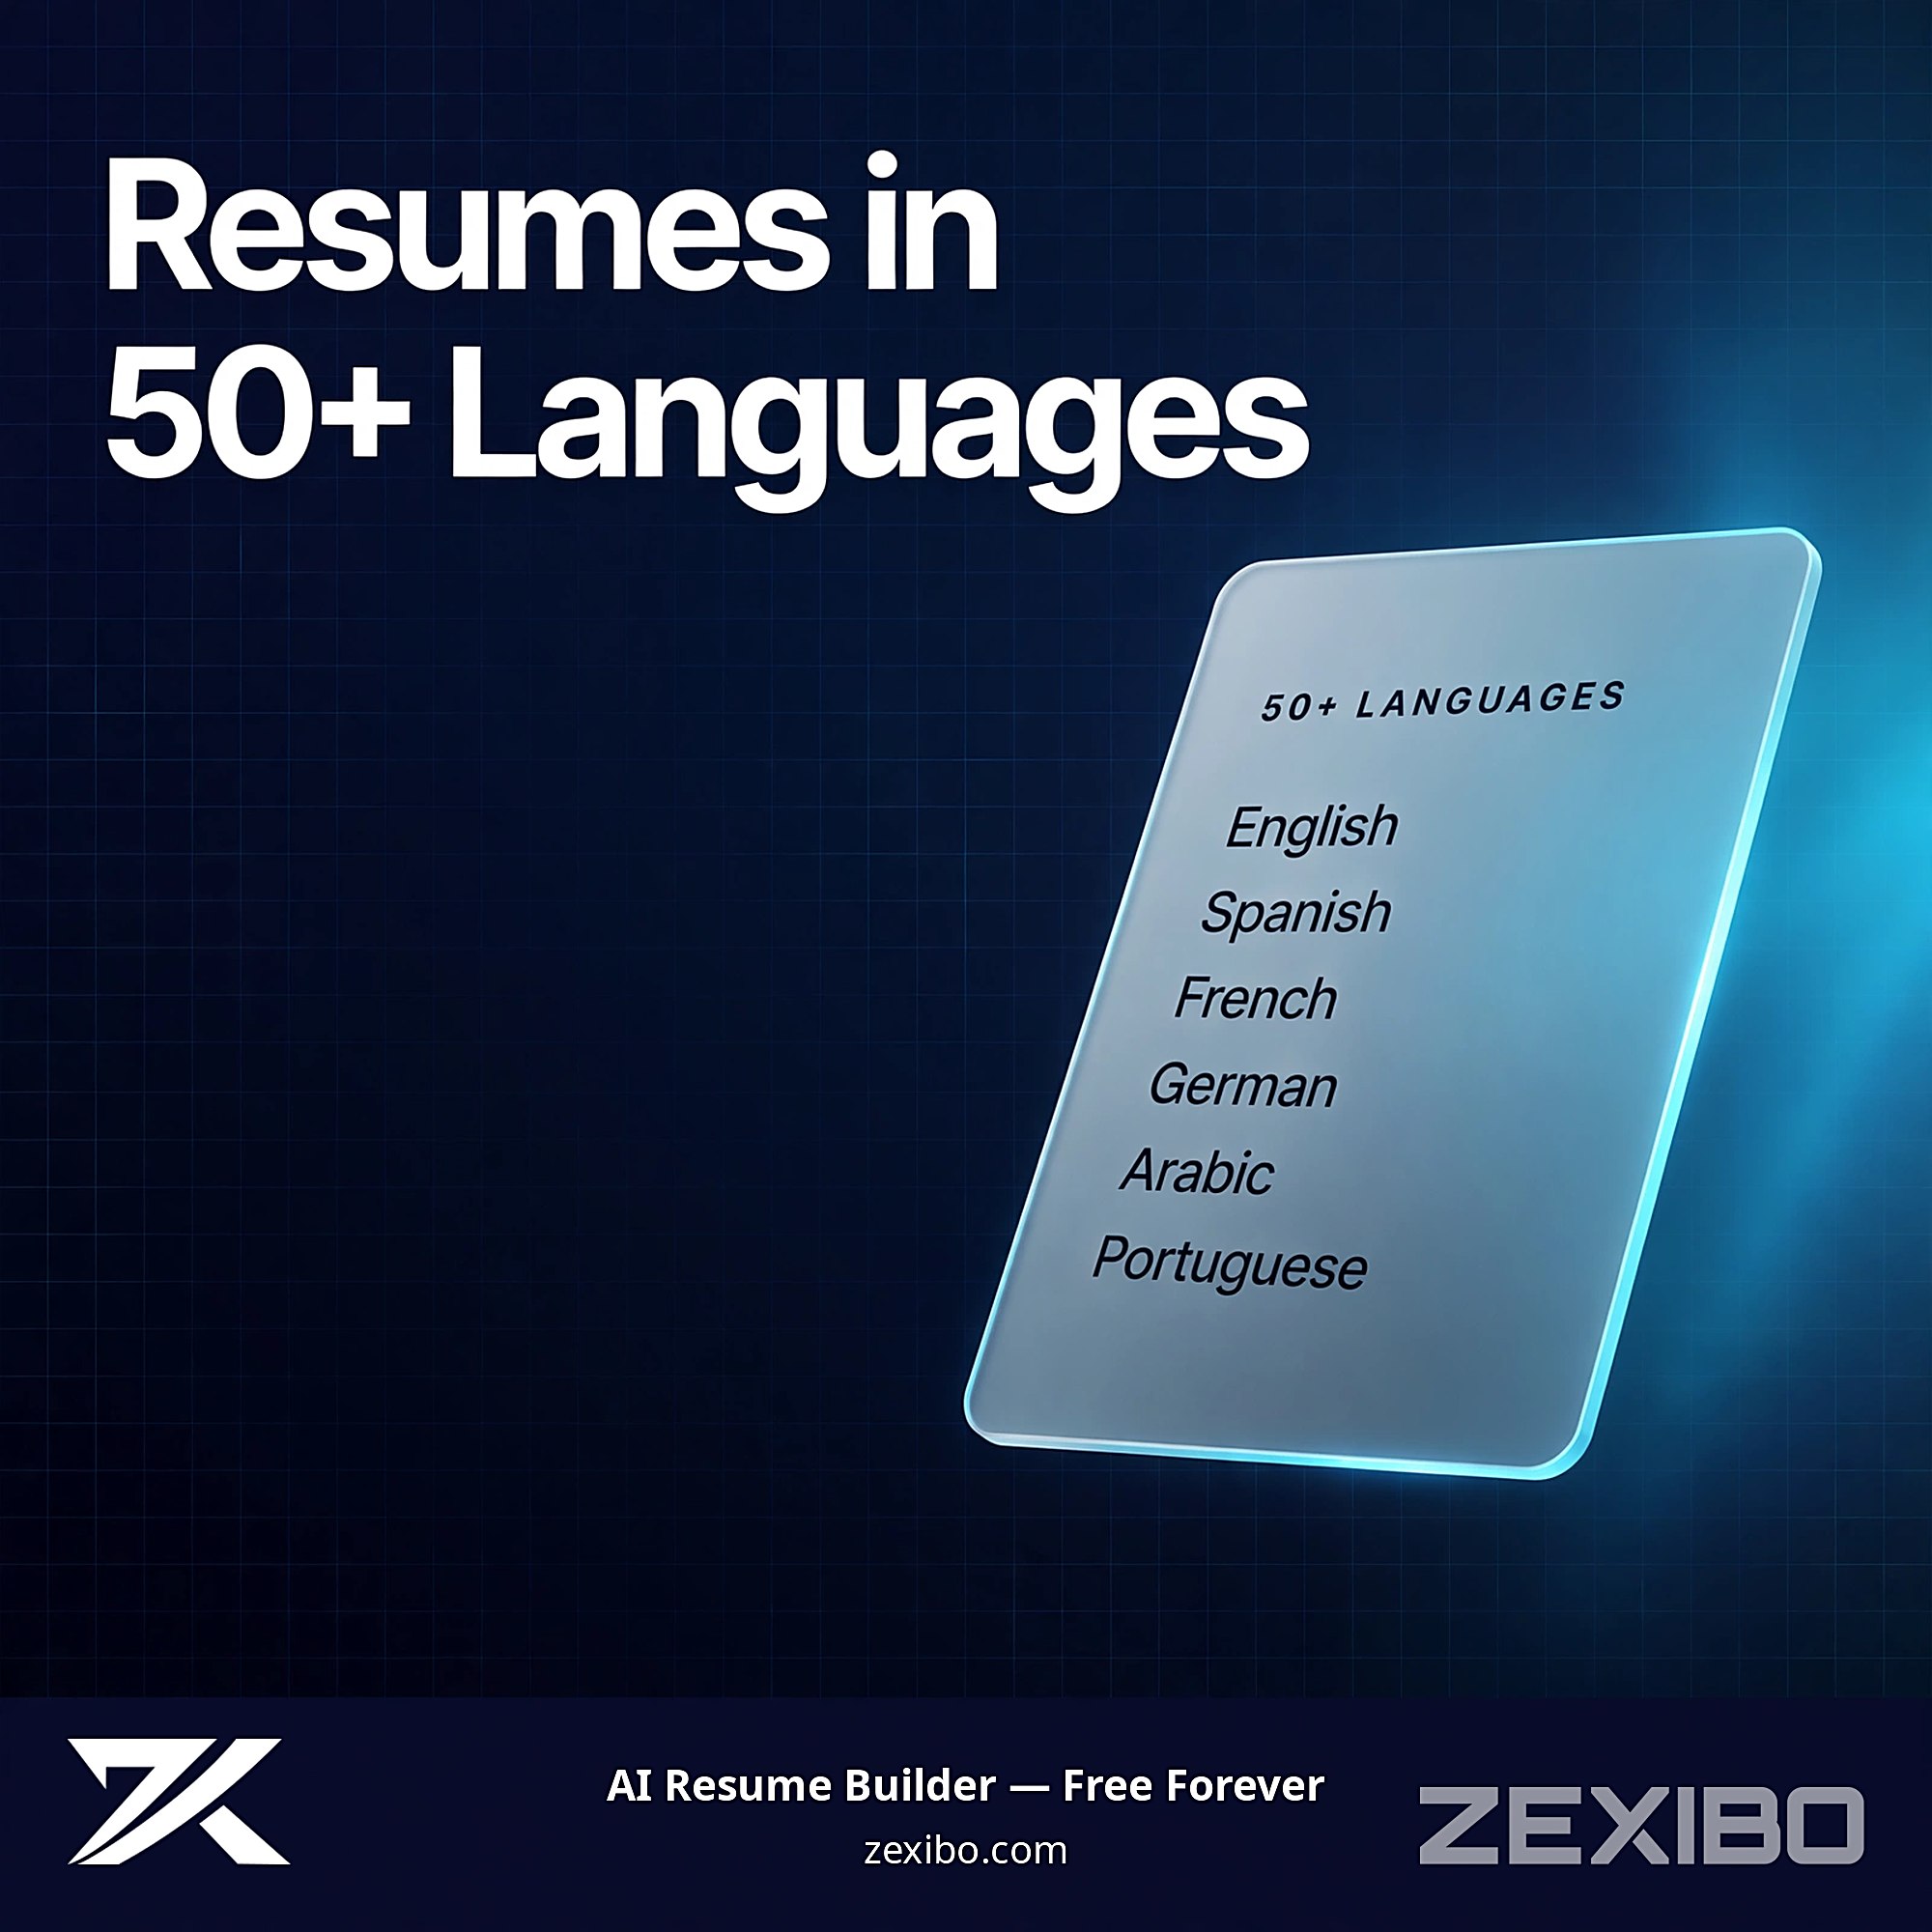 Resumes in
50+ Languages
50+ LANGUAGES
English
Spanish
French
German
Arabic
Portuguese
AI Resume Builder — Free Forever
zexibo.com
ZEXIBO